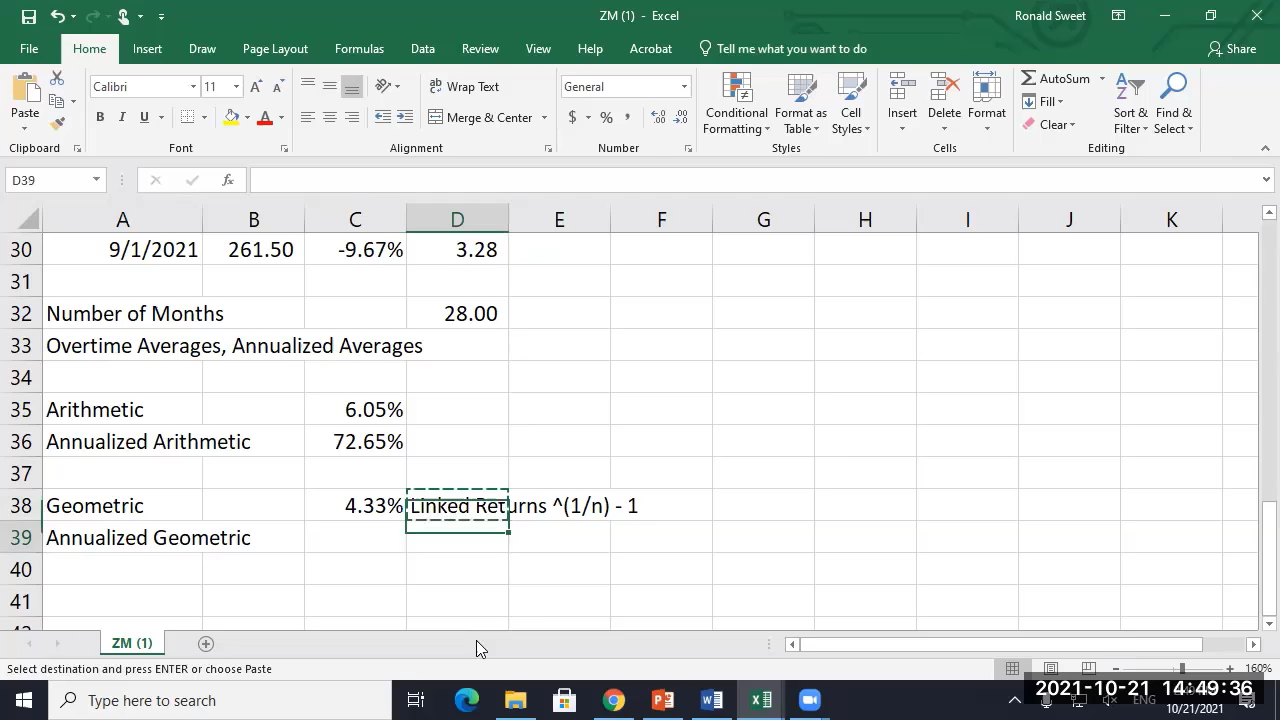 ZM (1) - Excel
Ronald Sweet
File Home Insert Draw Page Layout Formulas Data Review View Help Acrobat Tell me what you want to do Share
Paste
Calibri 11
Wrap Text
General
Conditional Formatting
Format as Table
Cell Styles
Insert
Delete
Format
AutoSum
Fill
Clear
Sort & Filter
Find & Select
B I U
Merge & Center
$ % ,
Clipboard Font Alignment Number Styles Cells Editing
D39 fx
A B C D E F G H I J K
30 9/1/2021 261.50 -9.67% 3.28
31
32 Number of Months 28.00
33 Overtime Averages, Annualized Averages
34
35 Arithmetic 6.05%
36 Annualized Arithmetic 72.65%
37
38 Geometric 4.33% Linked Returns ^(1/n) - 1
39 Annualized Geometric
40
41
ZM (1)
Select destination and press ENTER or choose Paste
160%
Type here to search
2021-10-21 14:49:36
ENG
10/21/2021